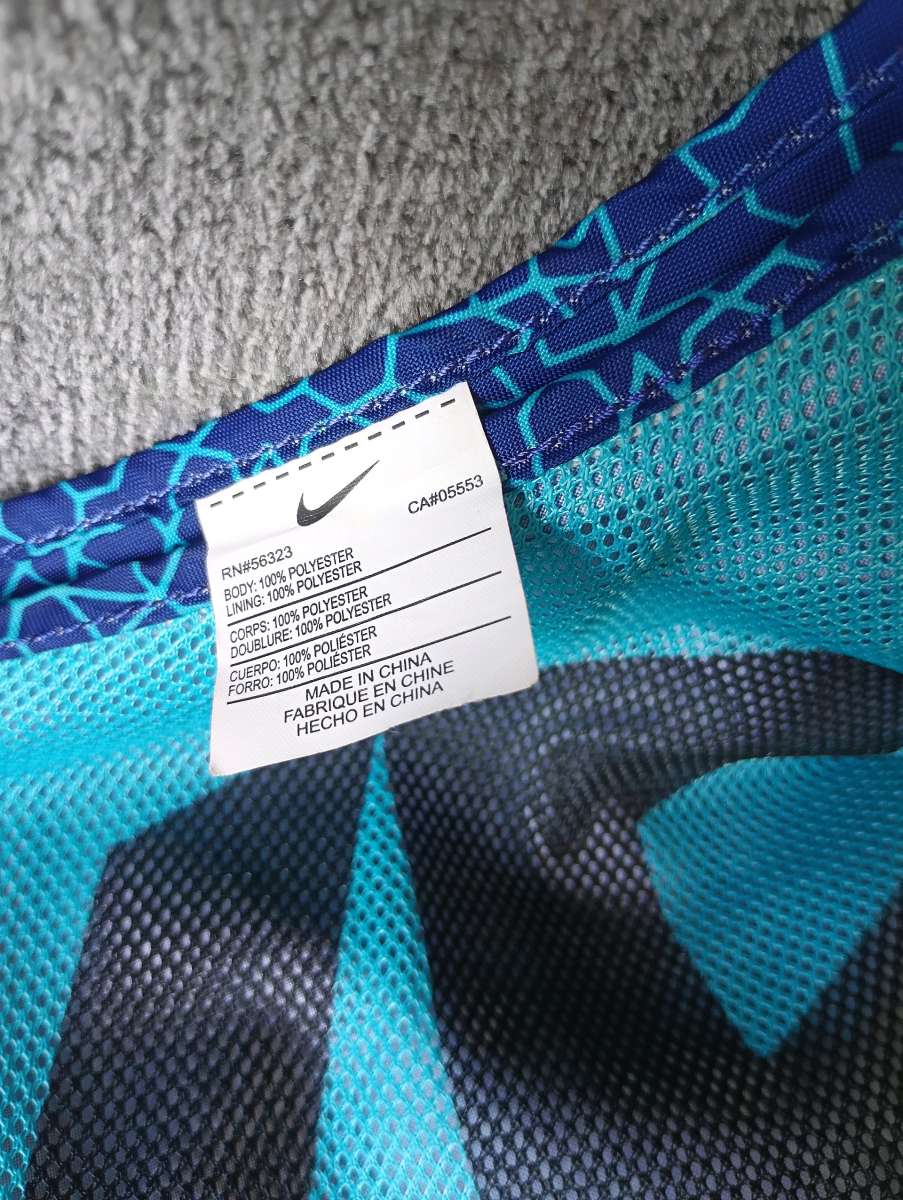 CA#05553
RN#56323
BODY: 100% POLYESTER
LINING: 100% POLYESTER
CORPS: 100% POLYESTER
DOUBLURE: 100% POLYESTER
CUERPO: 100% POLIÉSTER
FORRO: 100% POLIÉSTER
MADE IN CHINA
FABRIQUE EN CHINE
HECHO EN CHINA